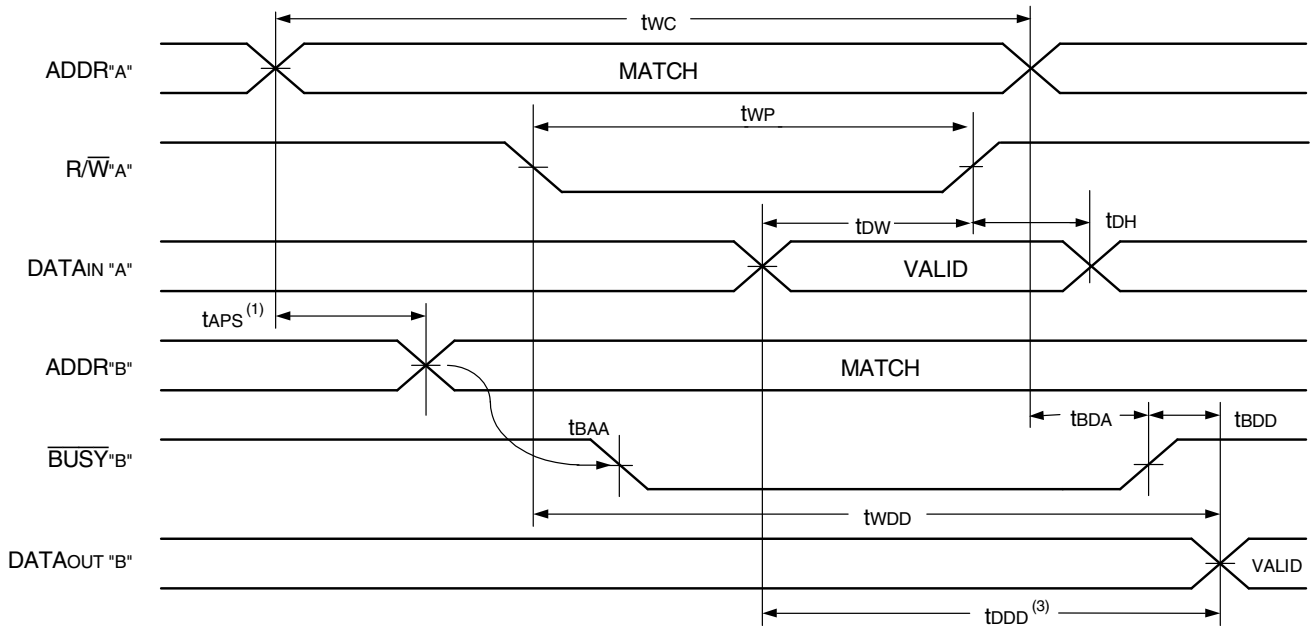 tWC
ADDR"A"
MATCH
tWP
R/W̅"A"
tDW
tDH
DATAIN "A"
VALID
tAPS (1)
ADDR"B"
MATCH
tBDA
tBDD
tBAA
B̅U̅S̅Y̅"B"
tWDD
DATAOUT "B"
VALID
tDDD (3)